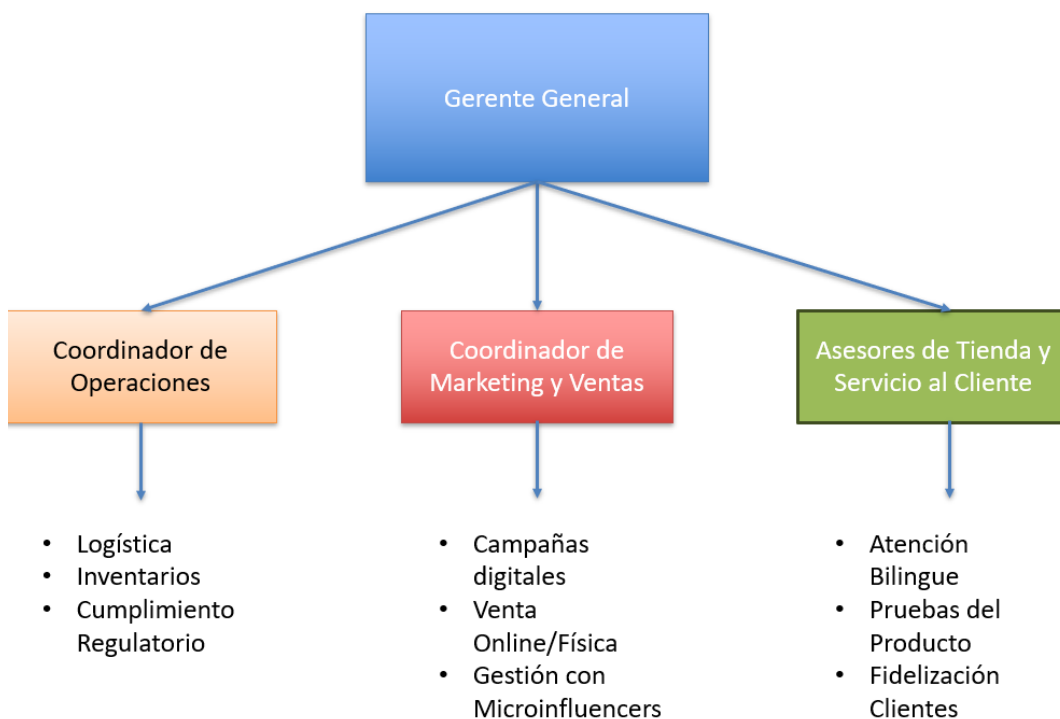 Gerente General
Coordinador de
Operaciones
Coordinador de
Marketing y Ventas
Asesores de Tienda y
Servicio al Cliente
• Logística
• Inventarios
• Cumplimiento
Regulatorio
• Campañas
digitales
• Venta
Online/Física
• Gestión con
Microinfluencers
• Atención
Bilingue
• Pruebas del
Producto
• Fidelización
Clientes